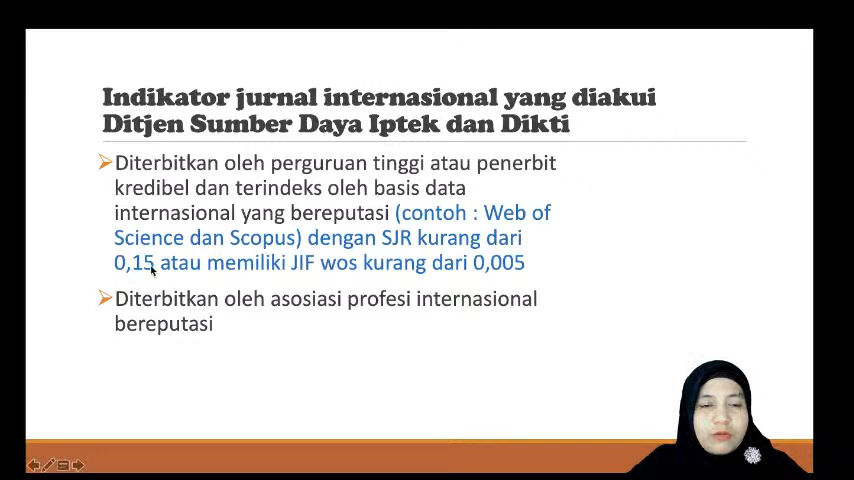 Indikator jurnal internasional yang diakui
Ditjen Sumber Daya Iptek dan Dikti
Diterbitkan oleh perguruan tinggi atau penerbit
kredibel dan terindeks oleh basis data
internasional yang bereputasi (contoh : Web of
Science dan Scopus) dengan SJR kurang dari
0,15 atau memiliki JIF wos kurang dari 0,005
Diterbitkan oleh asosiasi profesi internasional
bereputasi